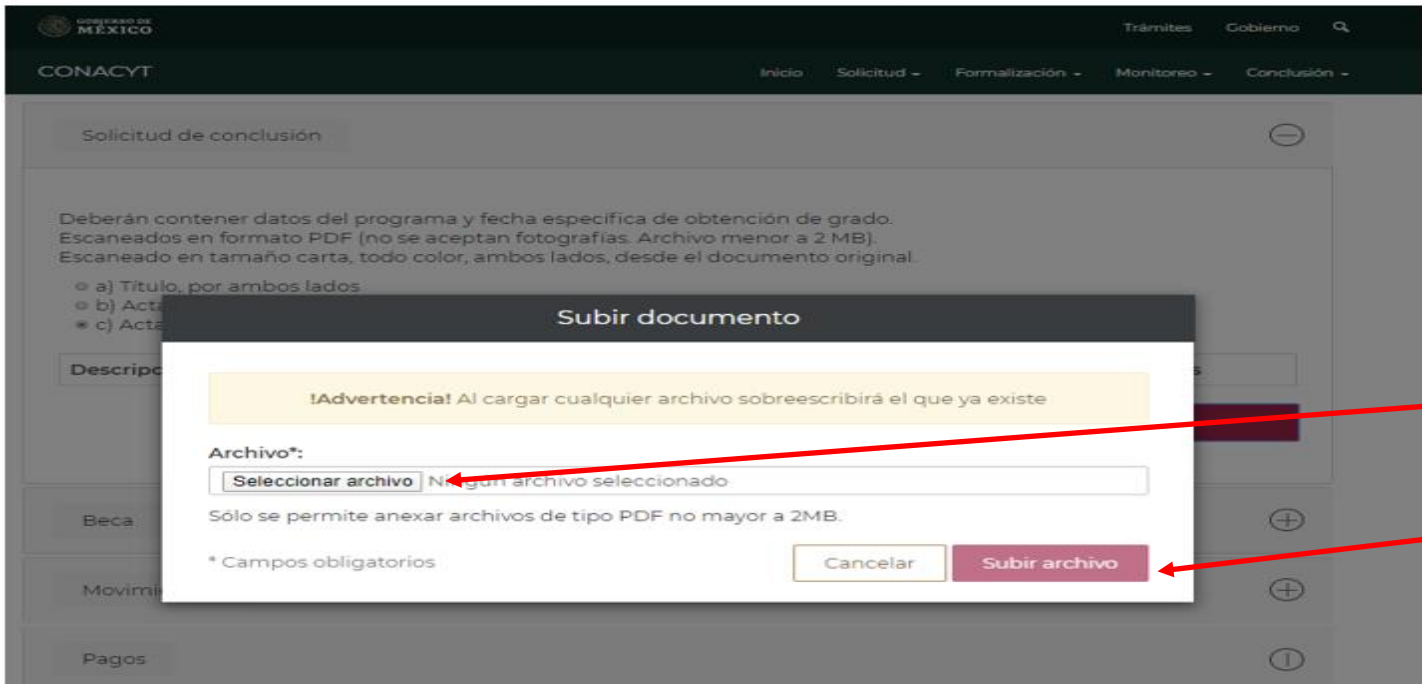 GOBIERNO DE
MÉXICO
Trámites Gobierno
CONACYT
Inicio Solicitud Formalización Monitoreo Conclusión
Solicitud de conclusión
Deberán contener datos del programa y fecha específica de obtención de grado.
Escaneados en formato PDF (no se aceptan fotografías. Archivo menor a 2 MB).
Escaneado en tamaño carta, todo color, ambos lados, desde el documento original.
a) Título, por ambos lados
b) Acta
c) Acta
Subir documento
!Advertencia! Al cargar cualquier archivo sobreescribirá el que ya existe
Archivo*:
Seleccionar archivo Ningún archivo seleccionado
Sólo se permite anexar archivos de tipo PDF no mayor a 2MB.
* Campos obligatorios
Cancelar Subir archivo
Beca
Pagos